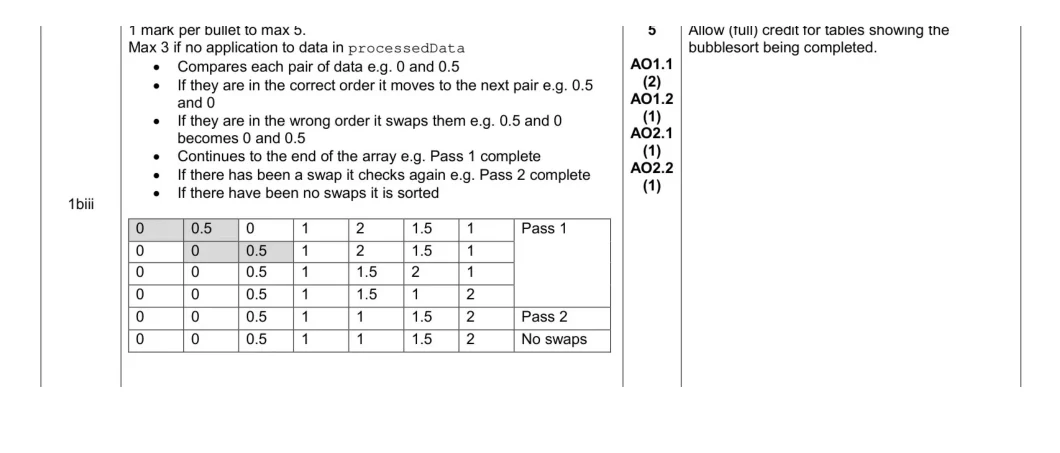 1 mark per bullet to max 5.
Max 3 if no application to data in processedData
• Compares each pair of data e.g. 0 and 0.5
• If they are in the correct order it moves to the next pair e.g. 0.5
and 0
• If they are in the wrong order it swaps them e.g. 0.5 and 0
becomes 0 and 0.5
• Continues to the end of the array e.g. Pass 1 complete
• If there has been a swap it checks again e.g. Pass 2 complete
• If there have been no swaps it is sorted
1biii
0 0.5 0 1 2 1.5 1 Pass 1
0 0 0.5 1 2 1.5 1
0 0 0.5 1 1.5 2 1
0 0 0.5 1 1.5 1 2
0 0 0.5 1 1 1.5 2 Pass 2
0 0 0.5 1 1 1.5 2 No swaps
5
AO1.1
(2)
AO1.2
(1)
AO2.1
(1)
AO2.2
(1)
Allow (full) credit for tables showing the
bubblesort being completed.